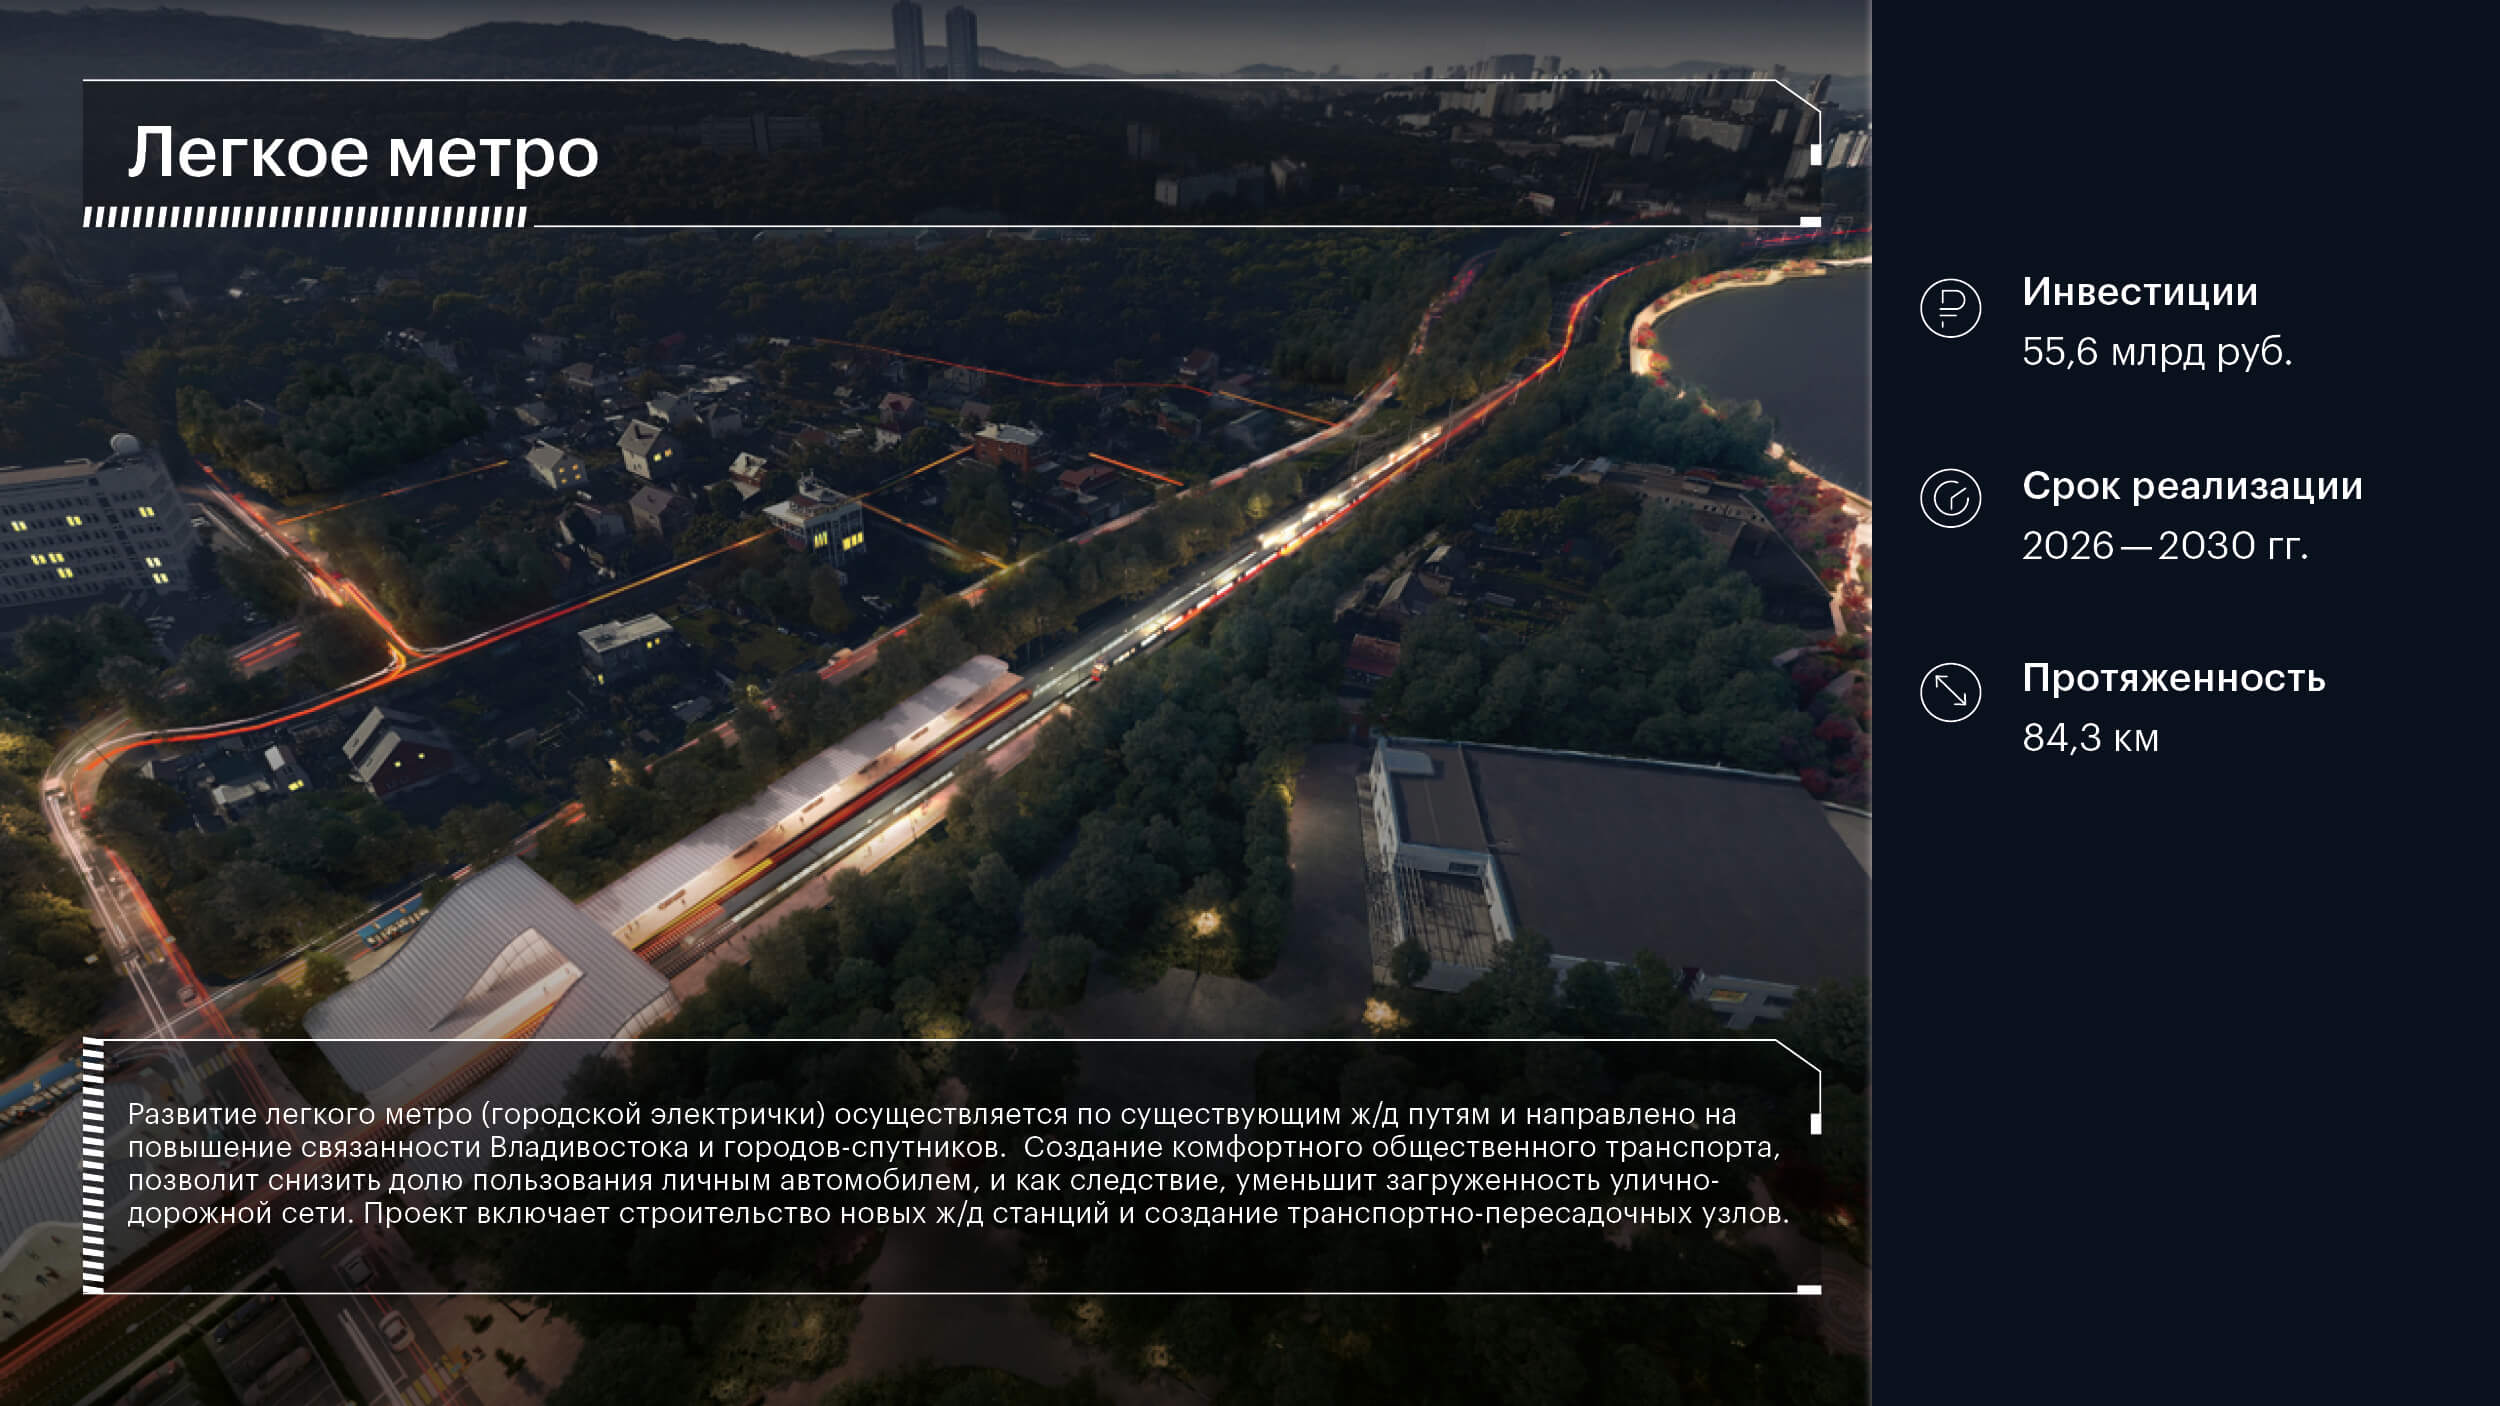 Легкое метро
Инвестиции
55,6 млрд руб.
Срок реализации
2026—2030 гг.
Протяженность
84,3 км
Развитие легкого метро (городской электрички) осуществляется по существующим ж/д путям и направлено на
повышение связанности Владивостока и городов-спутников.  Создание комфортного общественного транспорта,
позволит снизить долю пользования личным автомобилем, и как следствие, уменьшит загруженность улично-
дорожной сети. Проект включает строительство новых ж/д станций и создание транспортно-пересадочных узлов.